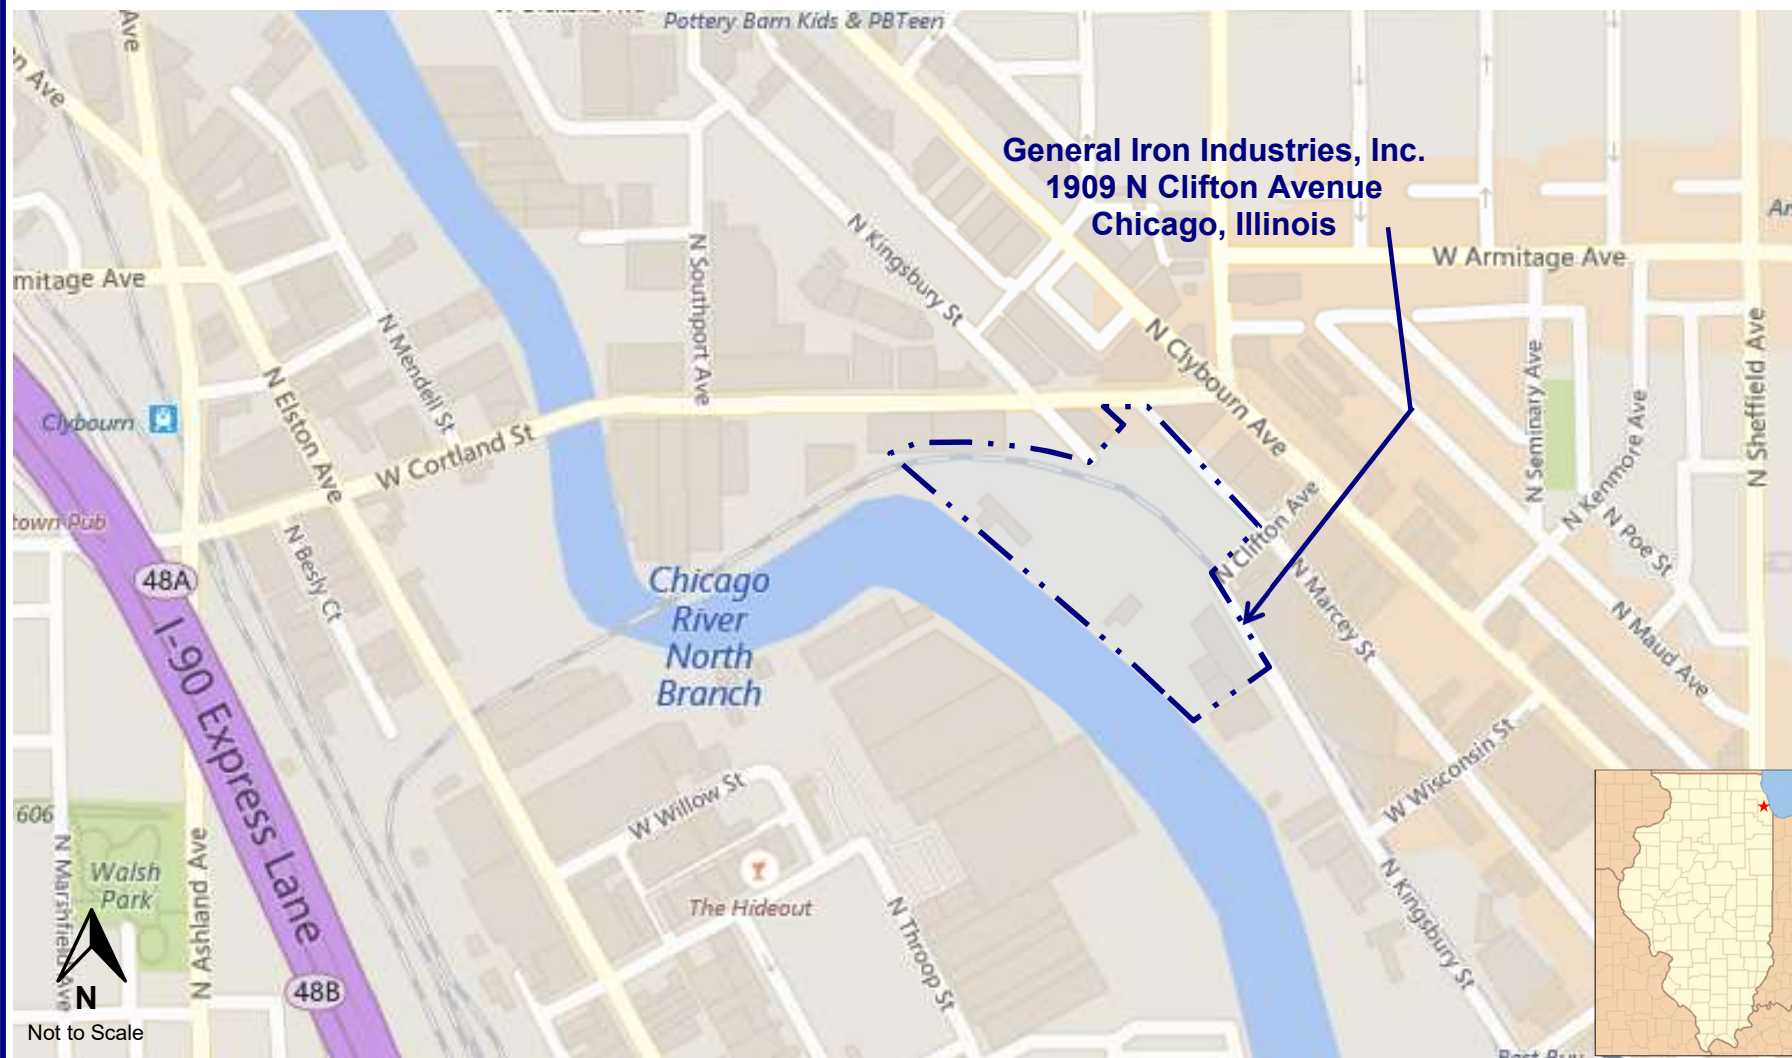 Pottery Barn Kids & PBTeen
Ave
General Iron Industries, Inc.
1909 N Clifton Avenue
Chicago, Illinois
W Armitage Ave
N Kingsbury St
N Southport Ave
mitage Ave
N Mendell St
N Clybourn Ave
N Seminary Ave
N Sheffield Ave
N Kenmore Ave
N Elston Ave
Clybourn
W Cortland St
town Pub
N Clifton Ave
N Poe St
48A
N Besly Ct
Chicago
River
North
Branch
N Marcey St
N Maud Ave
I-90 Express Lane
W Wisconsin St
W Willow St
606
Walsh
Park
N Marshfield Ave
N Ashland Ave
The Hideout
N Throop St
N Kingsbury St
48B
N
Not to Scale